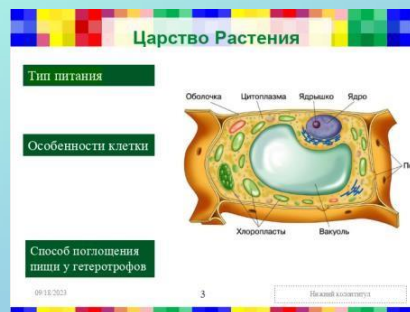 Царство Растения
Тип питания
Оболочка Цитоплазма Ядрышко Ядро
Особенности клетки
Хлоропласты Вакуоль
Способ поглощения
пищи у гетеротрофов
09/18/2023
3
Нижний колонтитул